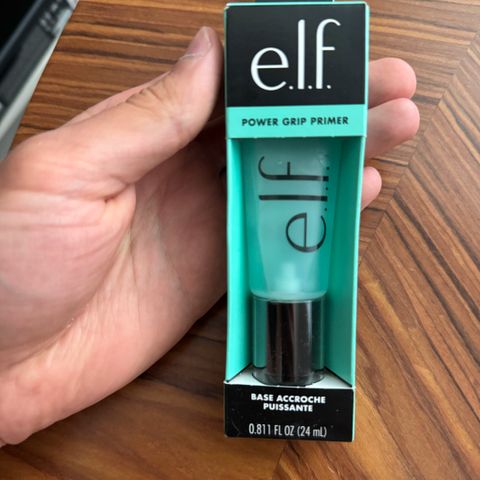 e.l.f.
POWER GRIP PRIMER
e.l.f.
BASE ACCROCHE
PUISSANTE
0.811 FL OZ (24 mL)